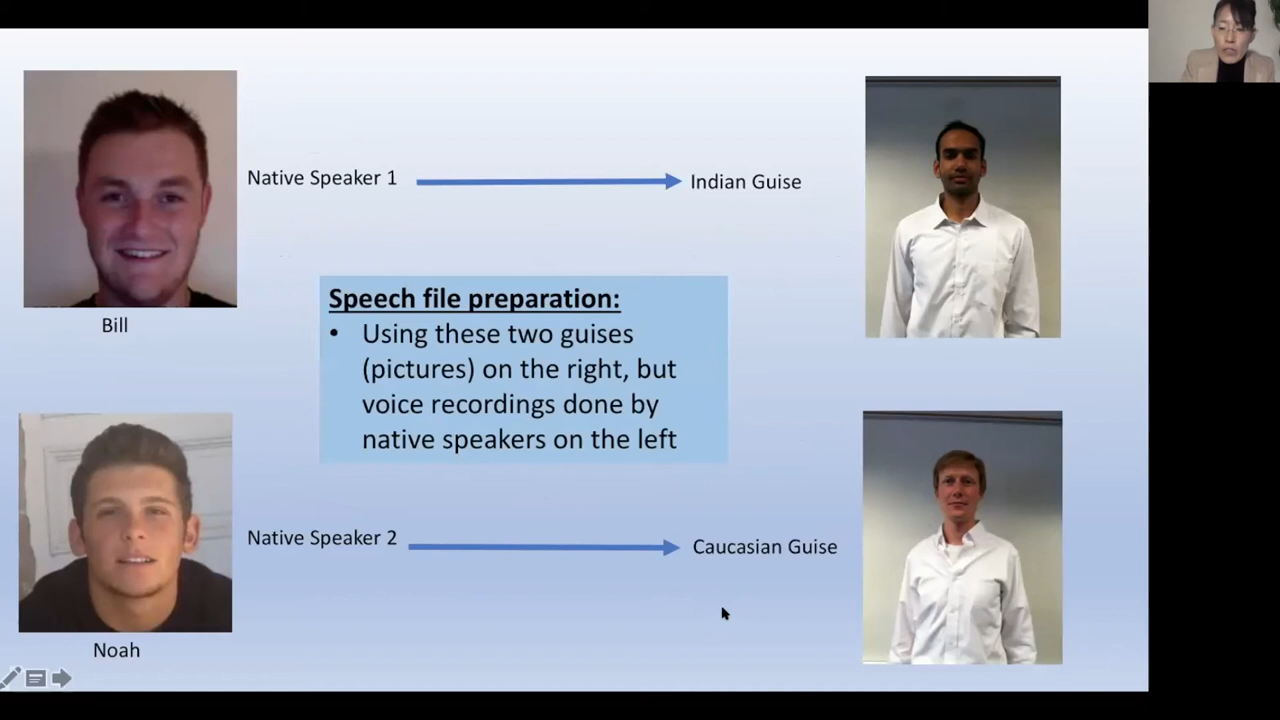 Native Speaker 1
Indian Guise
Bill
Speech file preparation:
• Using these two guises
(pictures) on the right, but
voice recordings done by
native speakers on the left
Native Speaker 2
Caucasian Guise
Noah